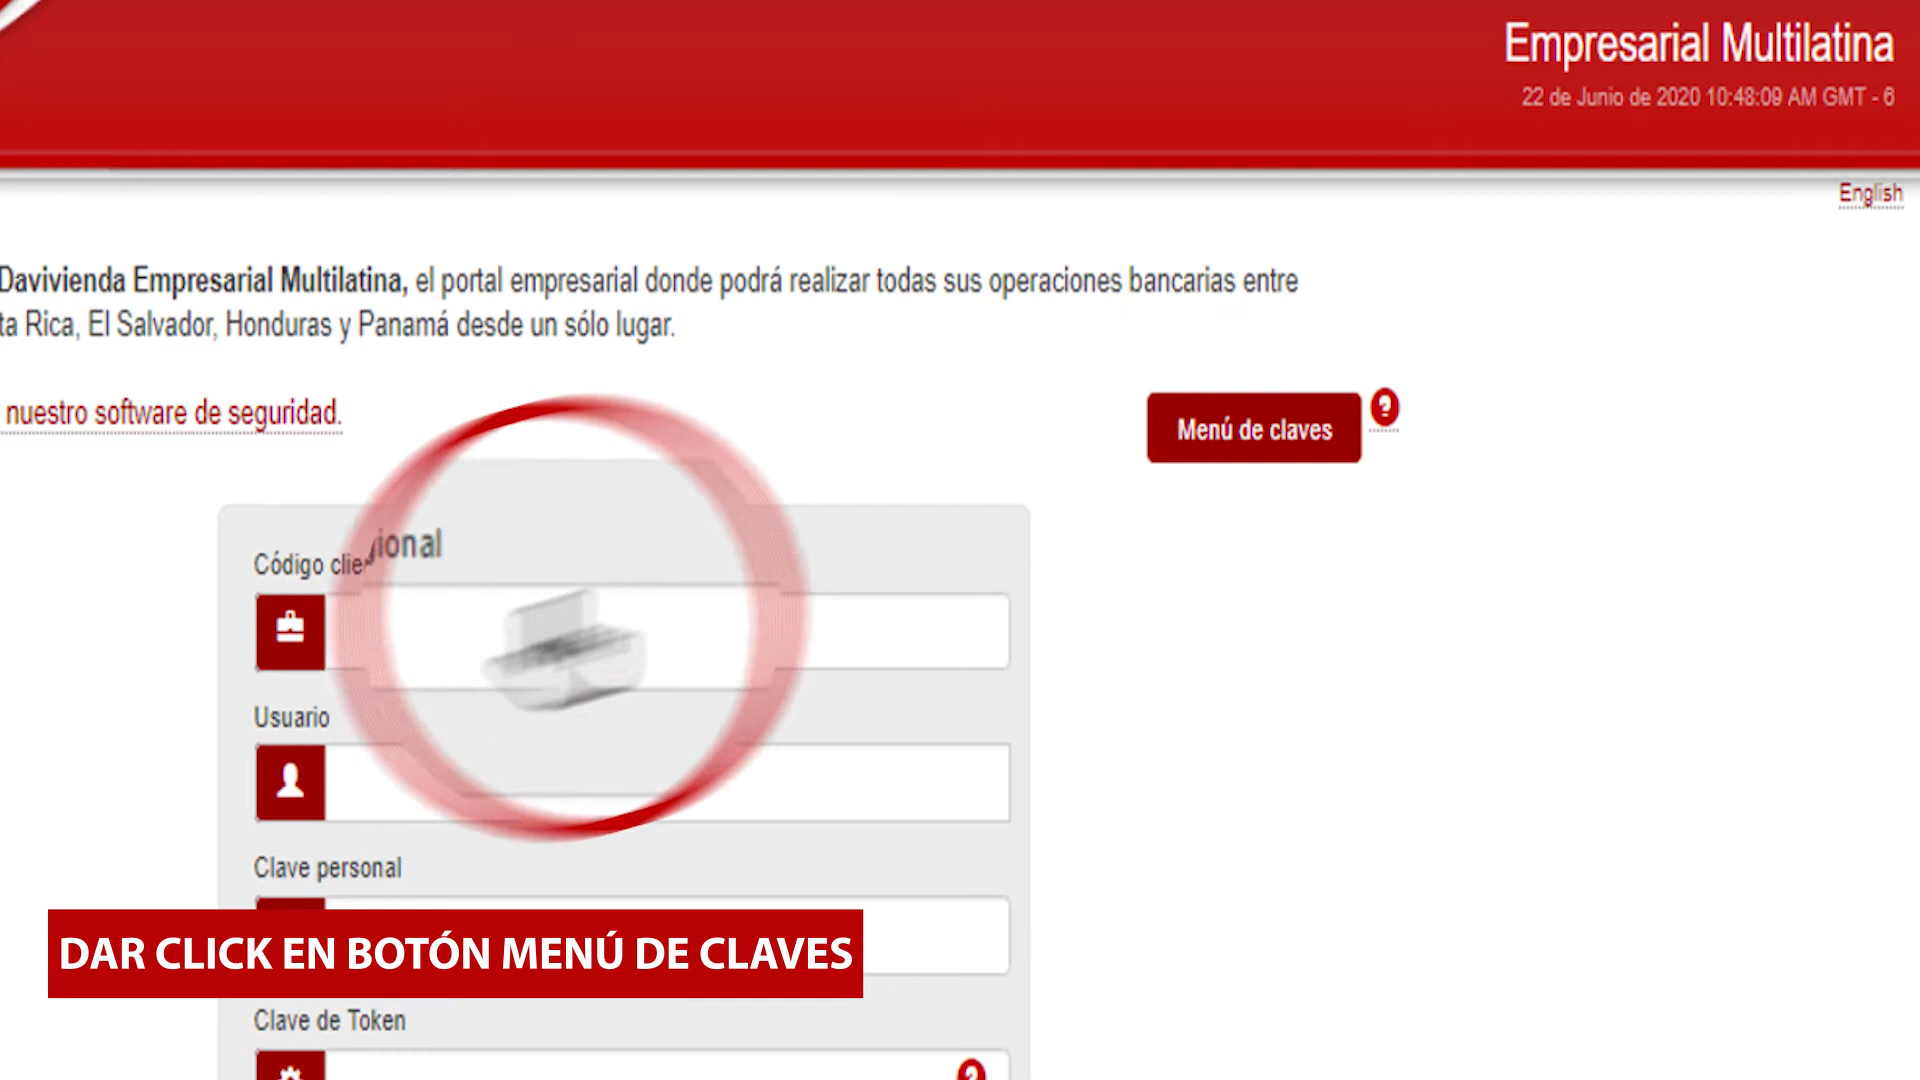 Empresarial Multilatina
22 de Junio de 2020 10:48:09 AM GMT - 6
English
Davivienda Empresarial Multilatina, el portal empresarial donde podrá realizar todas sus operaciones bancarias entre
ta Rica, El Salvador, Honduras y Panamá desde un sólo lugar.
nuestro software de seguridad.
Menú de claves
?
ional
Código clie
Usuario
Clave personal
DAR CLICK EN BOTÓN MENÚ DE CLAVES
Clave de Token
?